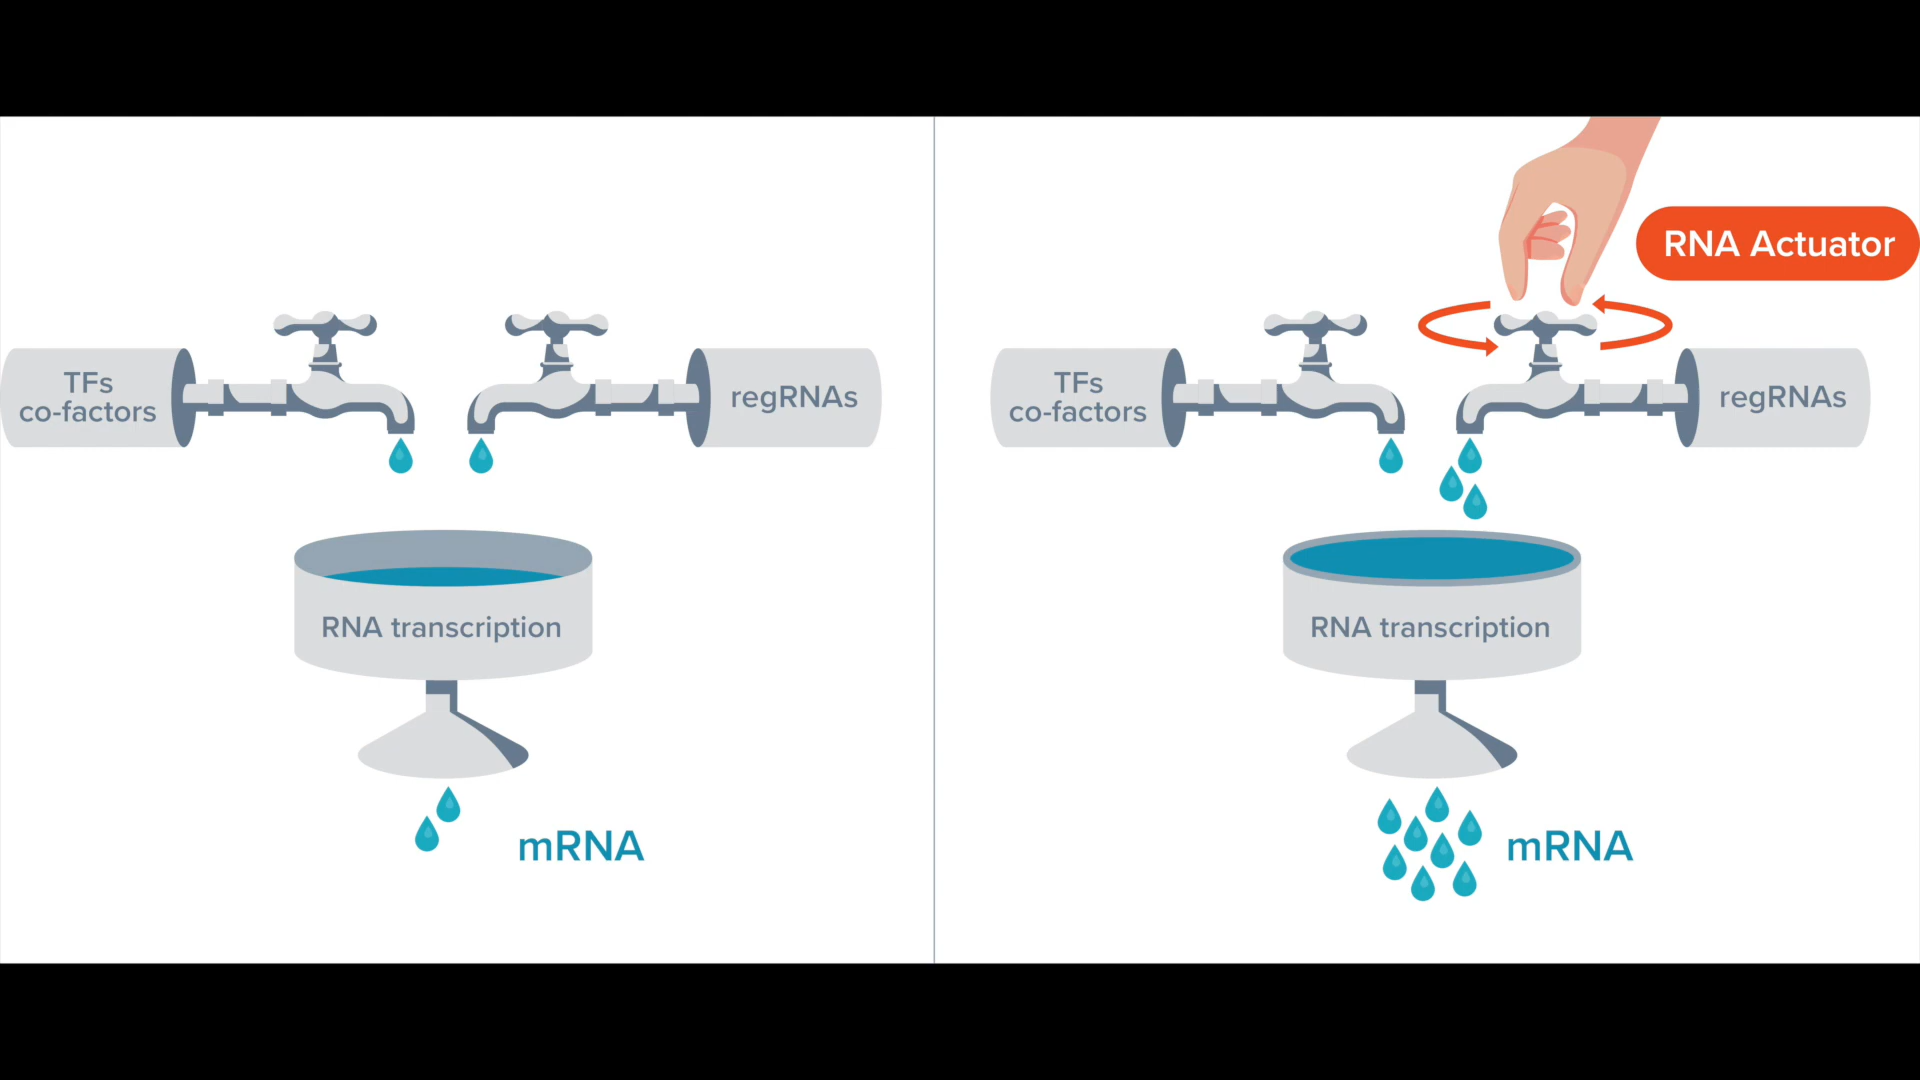 TFs
co-factors
regRNAs
RNA transcription
mRNA
RNA Actuator
TFs
co-factors
regRNAs
RNA transcription
mRNA